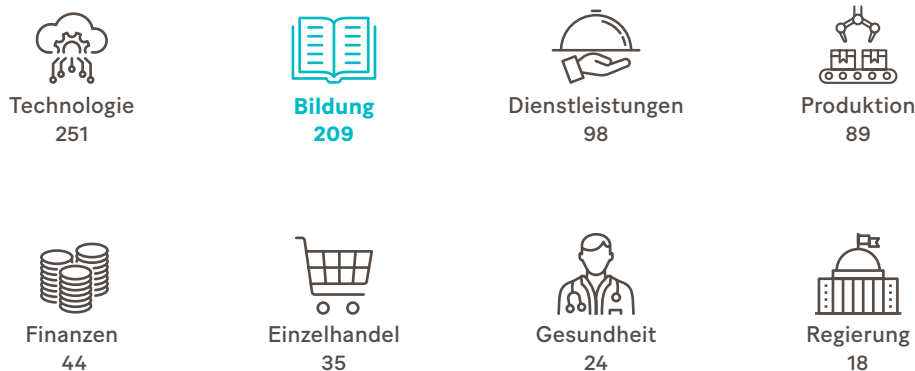 Technologie
251
Bildung
209
Dienstleistungen
98
Produktion
89
Finanzen
44
Einzelhandel
35
Gesundheit
24
Regierung
18